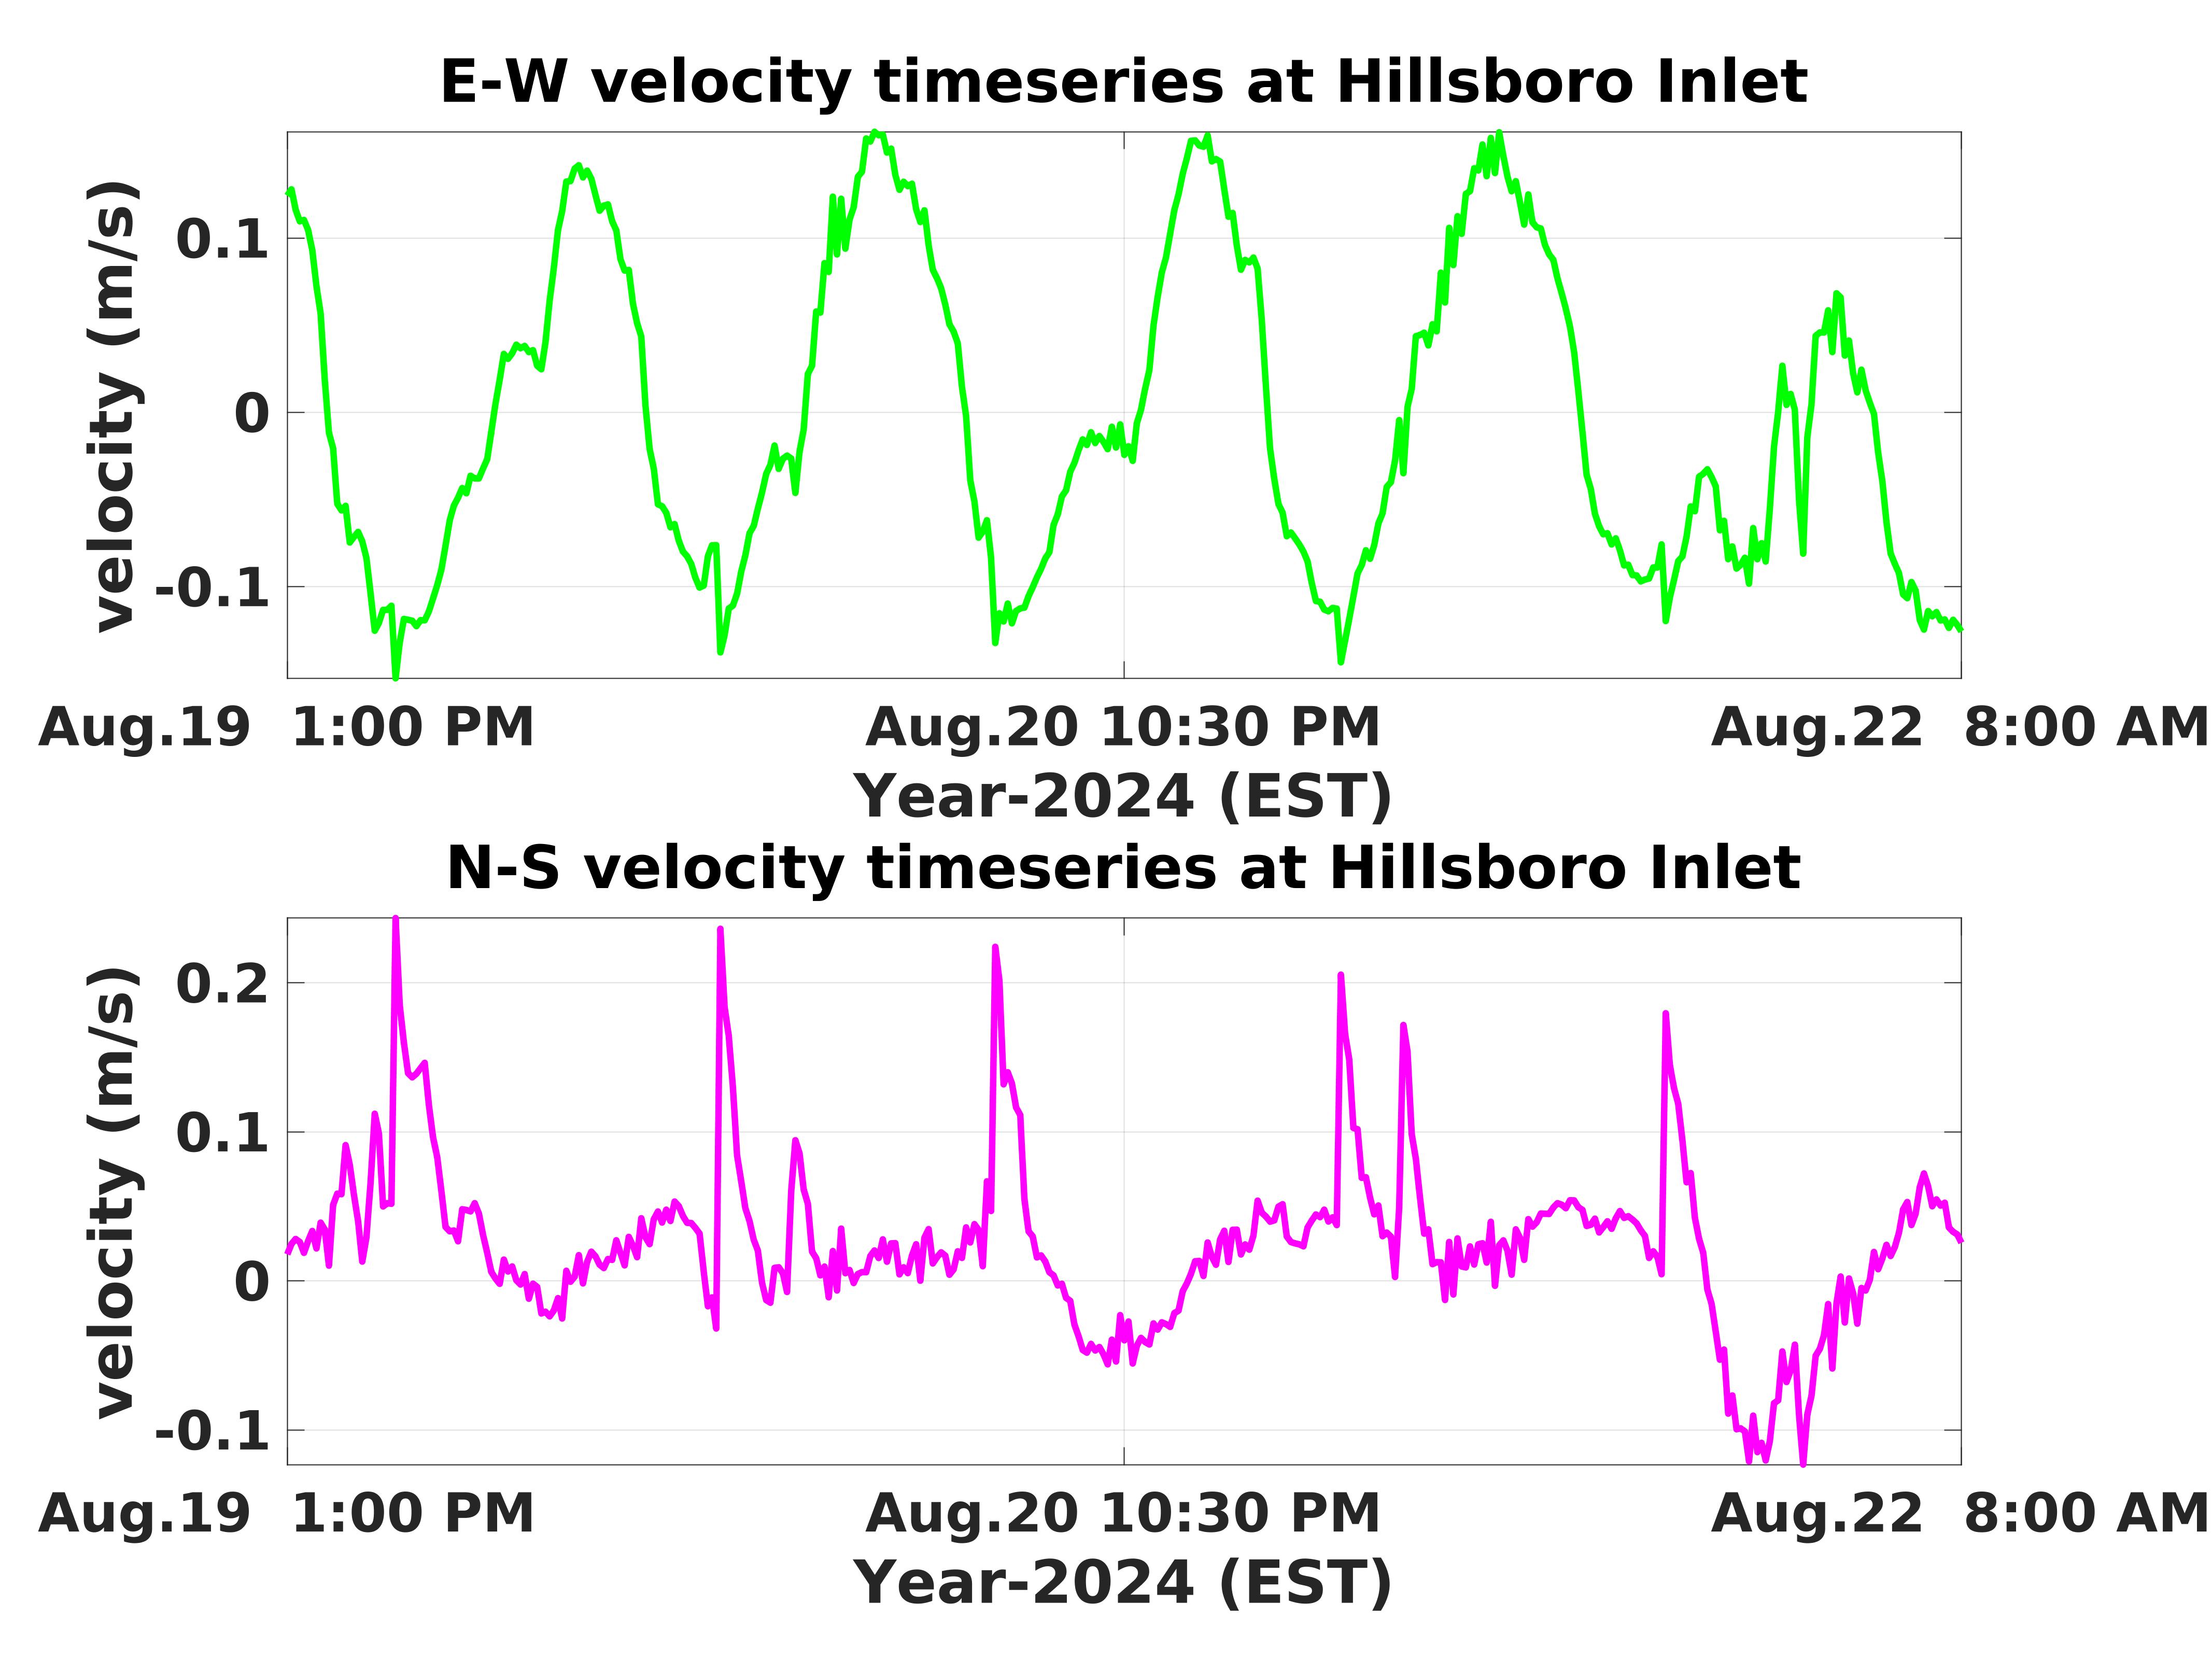 E-W velocity timeseries at Hillsboro Inlet
velocity (m/s)
0.1
0
-0.1
Aug.19  1:00 PM Aug.20 10:30 PM Aug.22  8:00 AM
Year-2024 (EST)
N-S velocity timeseries at Hillsboro Inlet
velocity (m/s)
0.2
0.1
0
-0.1
Aug.19  1:00 PM Aug.20 10:30 PM Aug.22  8:00 AM
Year-2024 (EST)